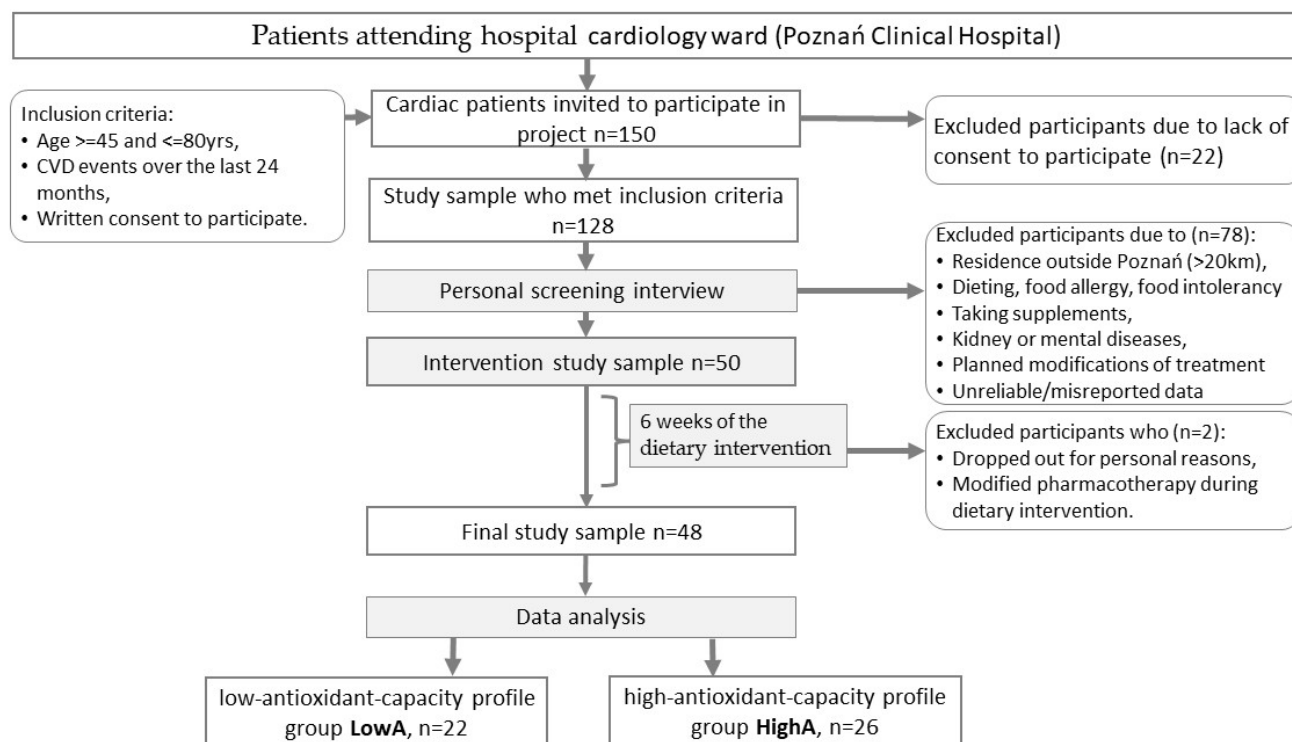 Patients attending hospital cardiology ward (Poznań Clinical Hospital)
Inclusion criteria:
• Age >=45 and <=80yrs,
• CVD events over the last 24
months,
• Written consent to participate.
Cardiac patients invited to participate in
project n=150
Excluded participants due to lack of
consent to participate (n=22)
Study sample who met inclusion criteria
n=128
Personal screening interview
Excluded participants due to (n=78):
• Residence outside Poznań (>20km),
• Dieting, food allergy, food intolerancy
• Taking supplements,
• Kidney or mental diseases,
• Planned modifications of treatment
• Unreliable/misreported data
Intervention study sample n=50
6 weeks of the
dietary intervention
Excluded participants who (n=2):
• Dropped out for personal reasons,
• Modified pharmacotherapy during
dietary intervention.
Final study sample n=48
Data analysis
low-antioxidant-capacity profile
group LowA, n=22
high-antioxidant-capacity profile
group HighA, n=26